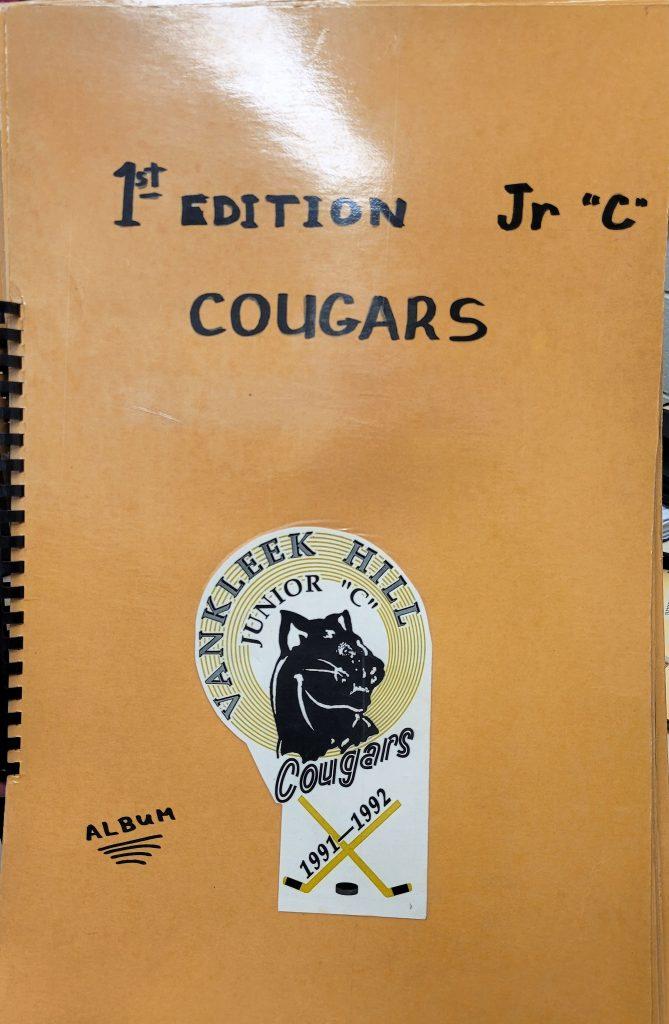 1st EDITION Jr "C"
COUGARS
VANKLEEK HILL
JUNIOR "C"
Cougars
1991-1992
ALBUM